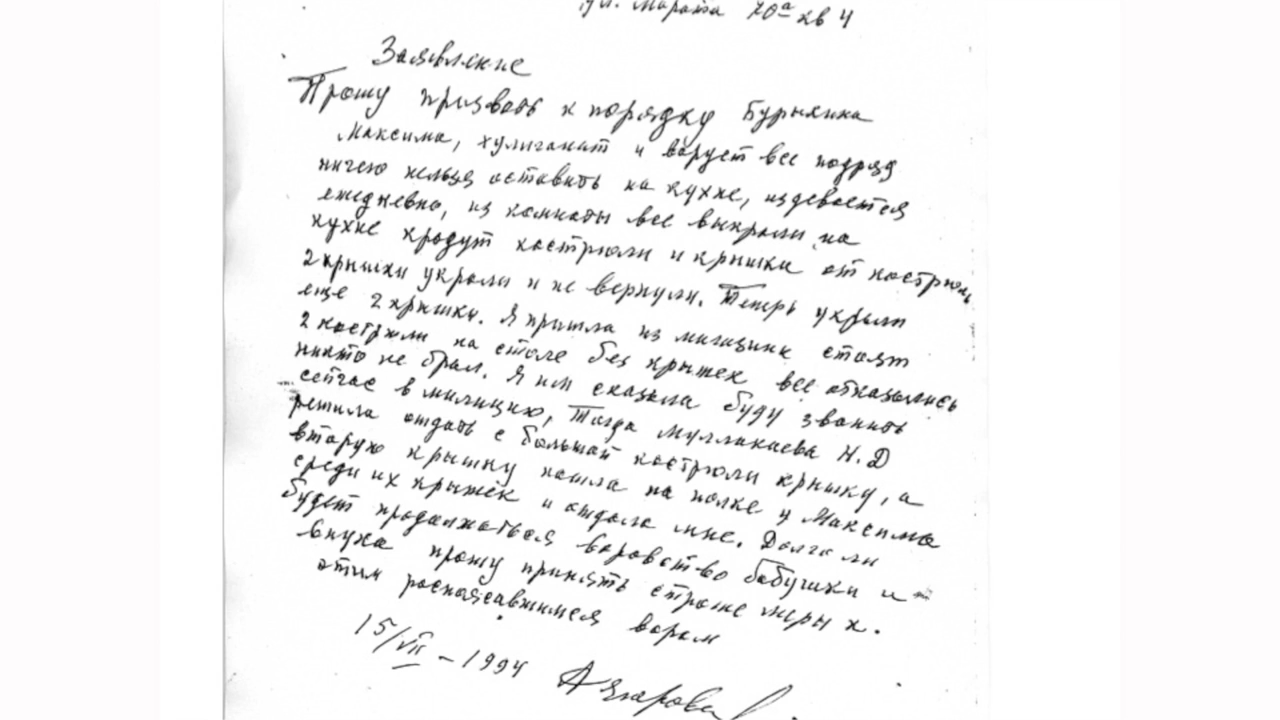 ул. Марата 70а кв 4
Заявление
Прошу призвать к порядку Бурнякина
Максима, хулиганит и ворует все подряд
ничего нельзя оставить на кухне, издевается
ежедневно, из комнаты все выкрали, на
кухне крадут кастрюли и крышки от кастрюль
2 крышки украли и не вернули. Теперь украли
еще 2 крышки. Я пришла из магазина стоят
2 кастрюли на столе без крышек все отказались
никто не брал. Я им сказала буду звонить
сейчас в милицию, Тогда Муллакаева Н.Д
решила отдать с большой кастрюли крышку, а
вторую крышку нашла на полке у Максима
среди их крышек и отдала мне. Долго ли
будет продолжаться воровство бабушки и
внука прошу принять строже меры к.
этим распоясавшимся ворам
15/VII - 1994